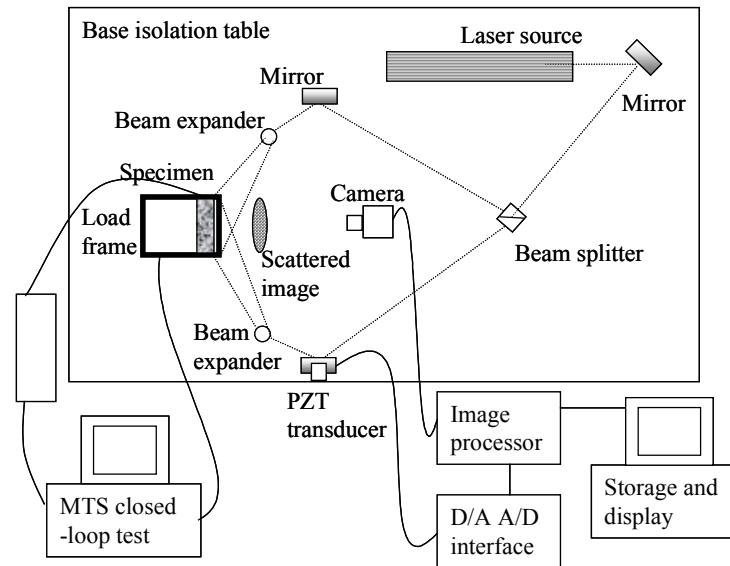 Base isolation table
Laser source
Mirror
Mirror
Beam expander
Specimen
Camera
Load
frame
Scattered
image
Beam splitter
Beam
expander
PZT
transducer
Image
processor
MTS closed
-loop test
D/A A/D
interface
Storage and
display